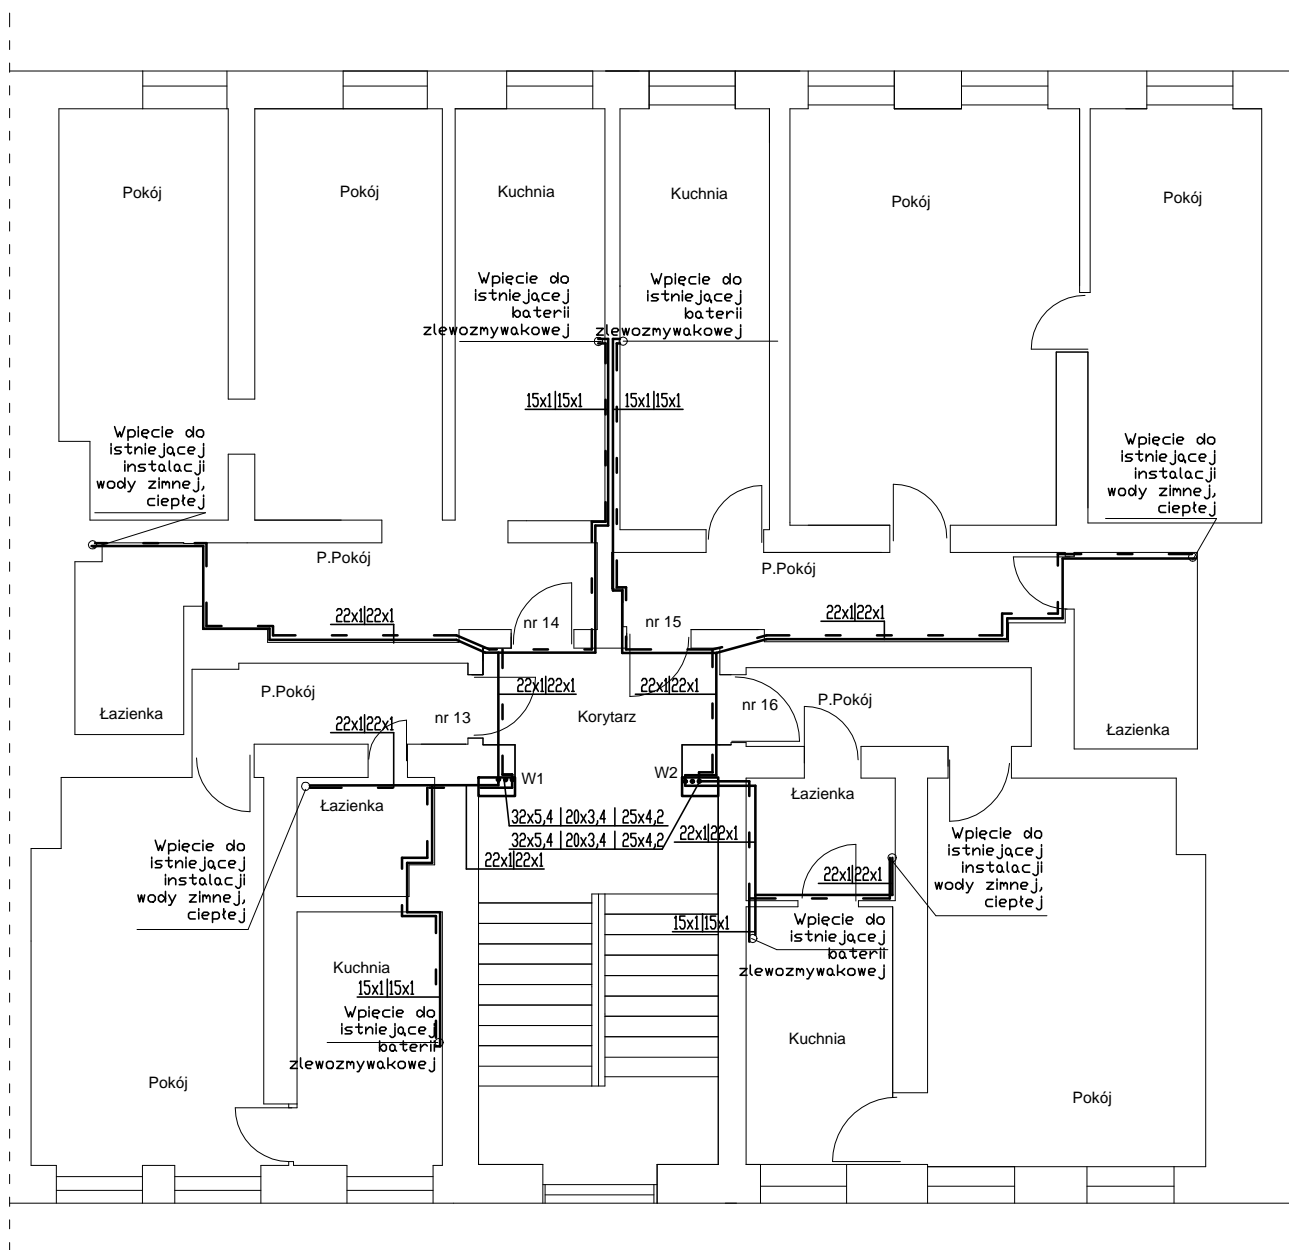 Pokój
Pokój
Kuchnia
Kuchnia
Pokój
Pokój
Wpięcie do
istniejącej
baterii
zlewozmywakowej
Wpięcie do
istniejącej
baterii
zlewozmywakowej
15x1|15x1
15x1|15x1
Wpięcie do
istniejącej
instalacji
wody zimnej,
ciepłej
Wpięcie do
istniejącej
instalacji
wody zimnej,
ciepłej
P.Pokój
P.Pokój
22x1|22x1
nr 14
nr 15
22x1|22x1
P.Pokój
22x1|22x1
22x1|22x1
P.Pokój
Łazienka
22x1|22x1
nr 13
Korytarz
nr 16
Łazienka
W1
W2
Łazienka
Łazienka
32x5,4 | 20x3,4 | 25x4,2
32x5,4 | 20x3,4 | 25x4,2
22x1|22x1
22x1|22x1
Wpięcie do
istniejącej
instalacji
wody zimnej,
ciepłej
22x1|22x1
Wpięcie do
istniejącej
instalacji
wody zimnej,
ciepłej
15x1|15x1
Wpięcie do
istniejącej
baterii
zlewozmywakowej
Kuchnia
15x1|15x1
Wpięcie do
istniejącej
baterii
zlewozmywakowej
Kuchnia
Pokój
Pokój